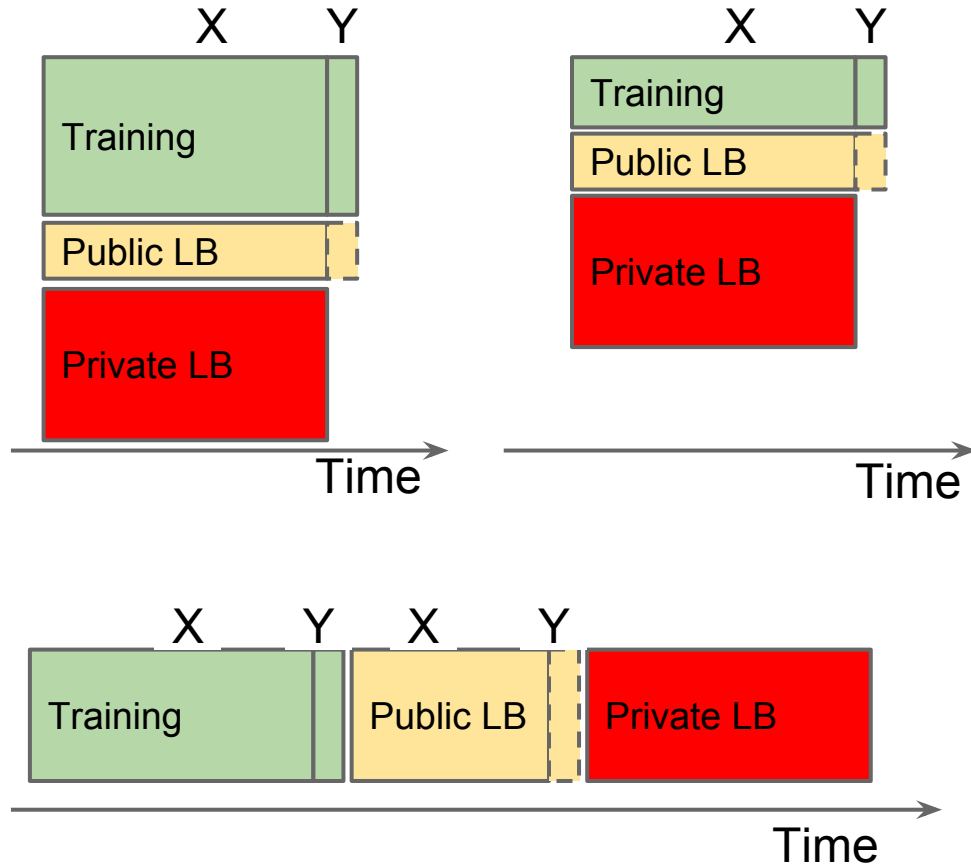 X Y
Training
Public LB
Private LB
Time
X Y
Training
Public LB
Private LB
Time
X Y X Y
Training Public LB Private LB
Time